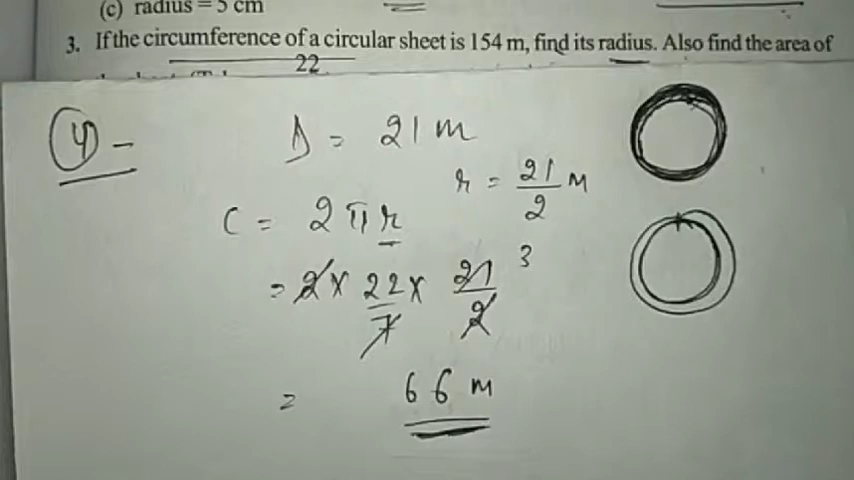 (c) radius = 5 cm
3. If the circumference of a circular sheet is 154 m, find its radius. Also find the area of
22
4) -
D = 21 m
r = 21/2 m
C = 2πr
= 2 x 22/7 x 21/2 3
= 66 m